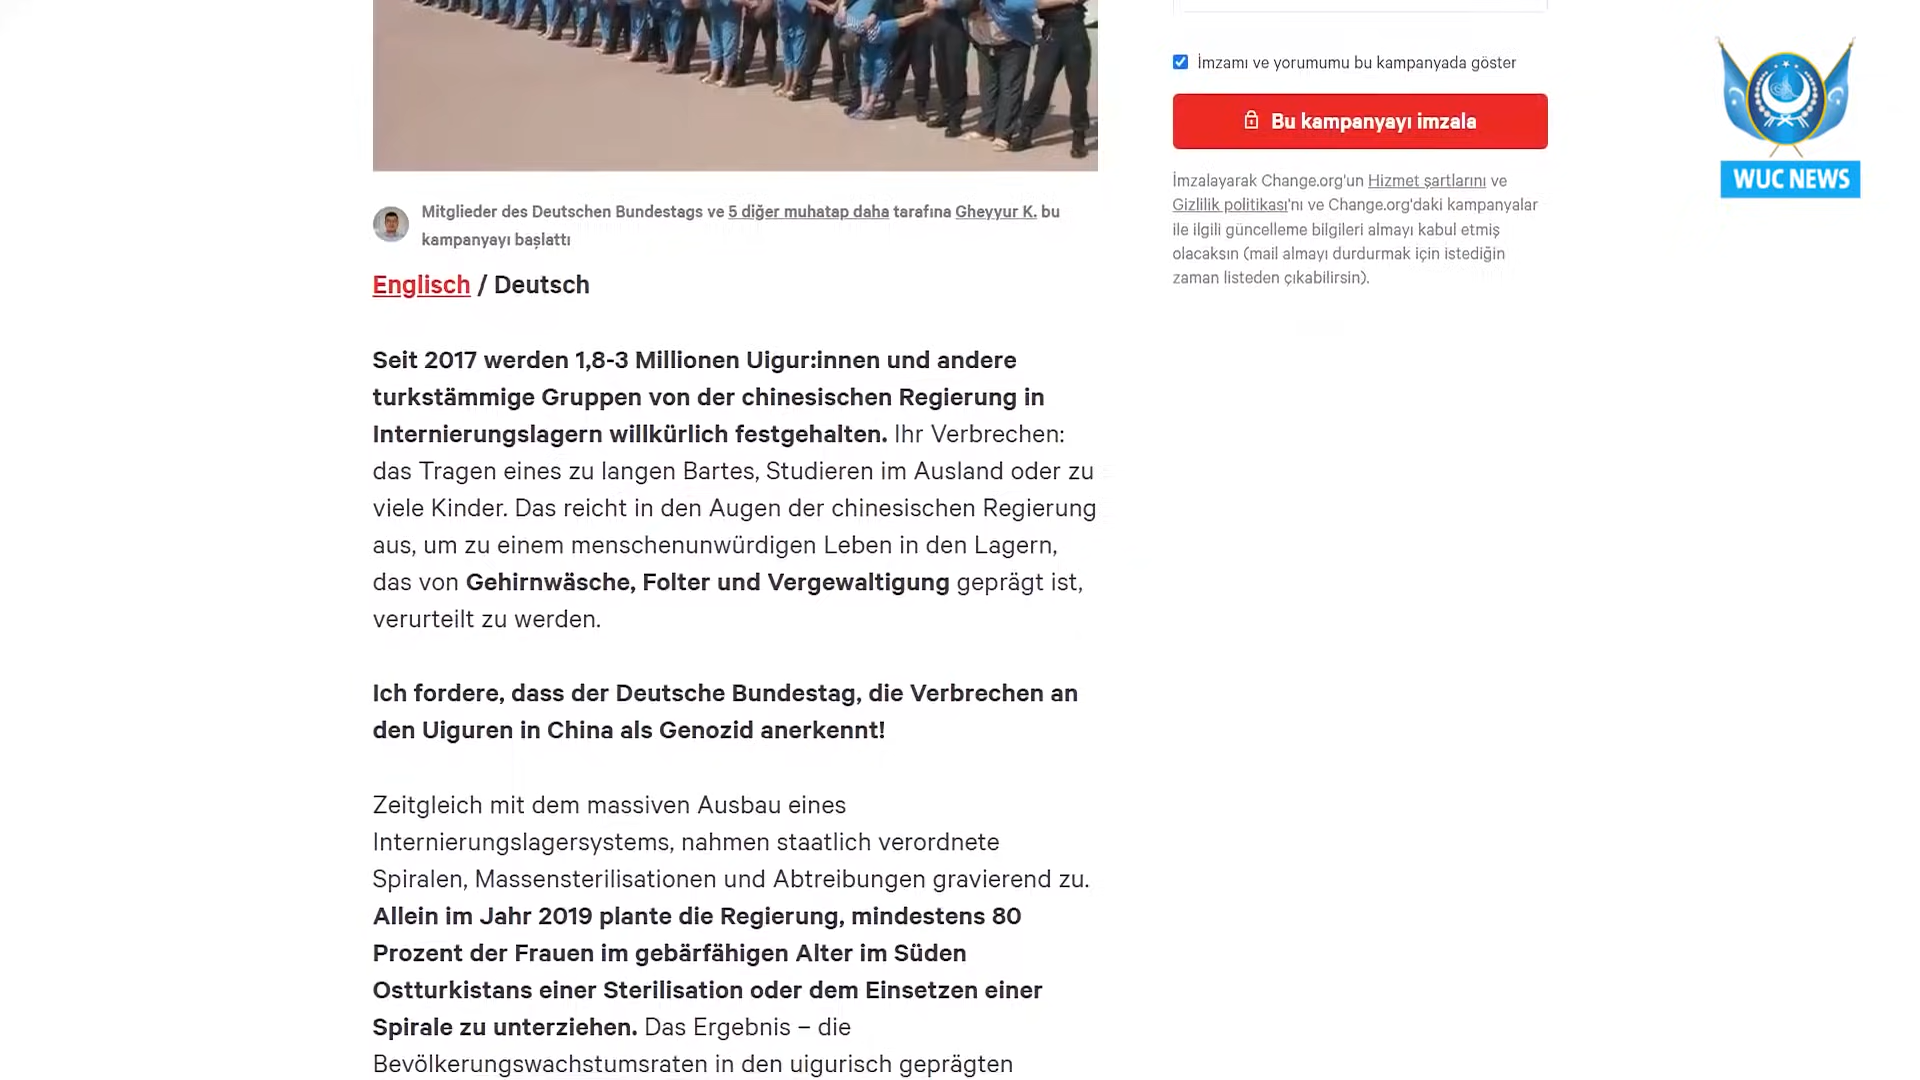 İmzamı ve yorumumu bu kampanyada göster
Bu kampanyayı imzala
İmzalayarak Change.org'un Hizmet şartlarını ve
Gizlilik politikası'nı ve Change.org'daki kampanyalar
ile ilgili güncelleme bilgileri almayı kabul etmiş
olacaksın (mail almayı durdurmak için istediğin
zaman listeden çıkabilirsin).
WUC NEWS
Mitglieder des Deutschen Bundestags ve 5 diğer muhatap daha tarafına Gheyyur K. bu
kampanyayı başlattı
Englisch / Deutsch
Seit 2017 werden 1,8-3 Millionen Uigur:innen und andere
turkstämmige Gruppen von der chinesischen Regierung in
Internierungslagern willkürlich festgehalten. Ihr Verbrechen:
das Tragen eines zu langen Bartes, Studieren im Ausland oder zu
viele Kinder. Das reicht in den Augen der chinesischen Regierung
aus, um zu einem menschenunwürdigen Leben in den Lagern,
das von Gehirnwäsche, Folter und Vergewaltigung geprägt ist,
verurteilt zu werden.
Ich fordere, dass der Deutsche Bundestag, die Verbrechen an
den Uiguren in China als Genozid anerkennt!
Zeitgleich mit dem massiven Ausbau eines
Internierungslagersystems, nahmen staatlich verordnete
Spiralen, Massensterilisationen und Abtreibungen gravierend zu.
Allein im Jahr 2019 plante die Regierung, mindestens 80
Prozent der Frauen im gebärfähigen Alter im Süden
Ostturkistans einer Sterilisation oder dem Einsetzen einer
Spirale zu unterziehen. Das Ergebnis – die
Bevölkerungswachstumsraten in den uigurisch geprägten